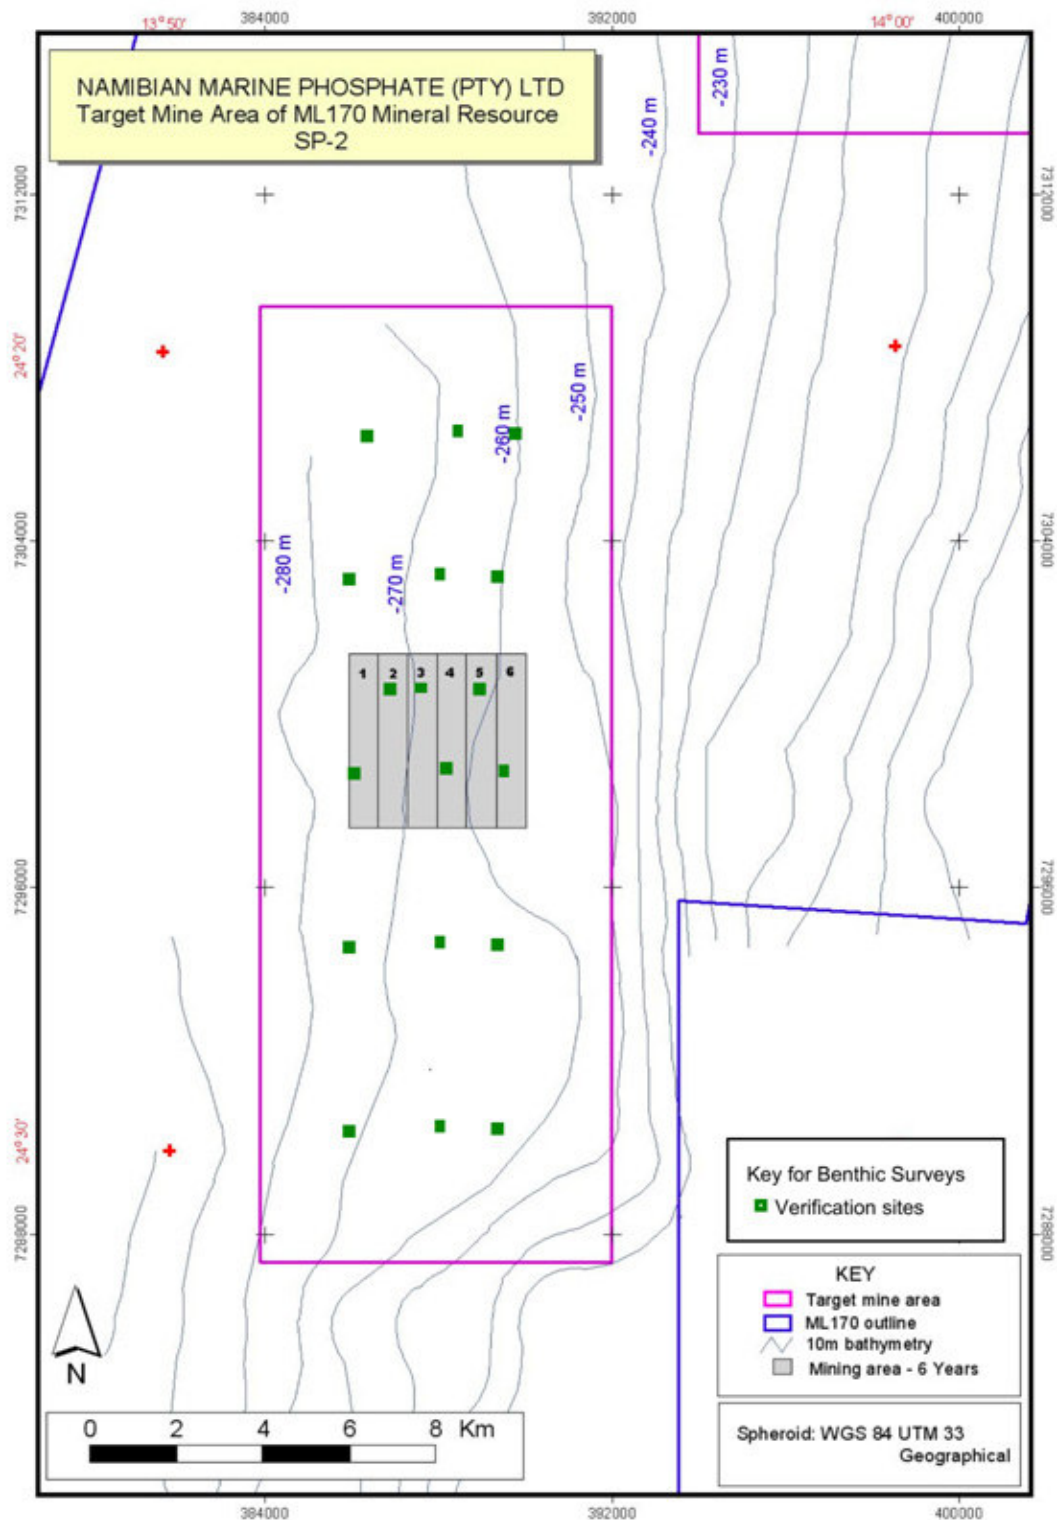 13°50'
384000
392000
14°00'
400000
NAMIBIAN MARINE PHOSPHATE (PTY) LTD
Target Mine Area of ML170 Mineral Resource
SP-2
-240 m
-230 m
7312000
7312000
24°20'
-250 m
-260 m
7304000
7304000
-280 m
-270 m
1 2 3 4 5 6
7296000
7296000
24°30'
Key for Benthic Surveys
Verification sites
7288000
7288000
KEY
Target mine area
ML170 outline
10m bathymetry
Mining area - 6 Years
N
0 2 4 6 8 Km
Spheroid: WGS 84 UTM 33
Geographical
384000
392000
400000